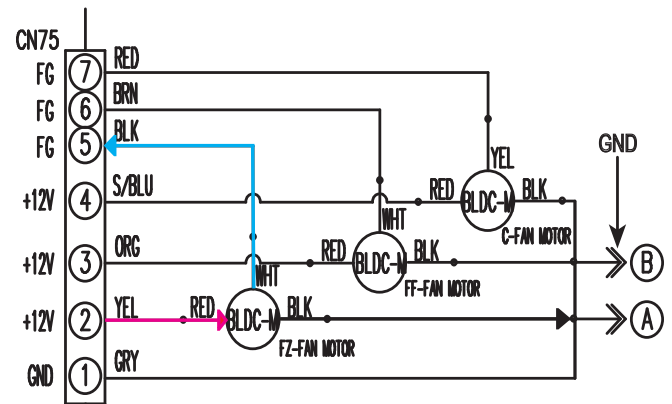 CN75
FG 7 RED
FG 6 BRN
FG 5 BLK
YEL
GND
+12V 4 S/BLU
RED BLDC-M BLK
WHT
C-FAN MOTOR
+12V 3 ORG
RED BLDC-M BLK
B
WHT
FF-FAN MOTOR
+12V 2 YEL
RED BLDC-M BLK
A
FZ-FAN MOTOR
GND 1 GRY